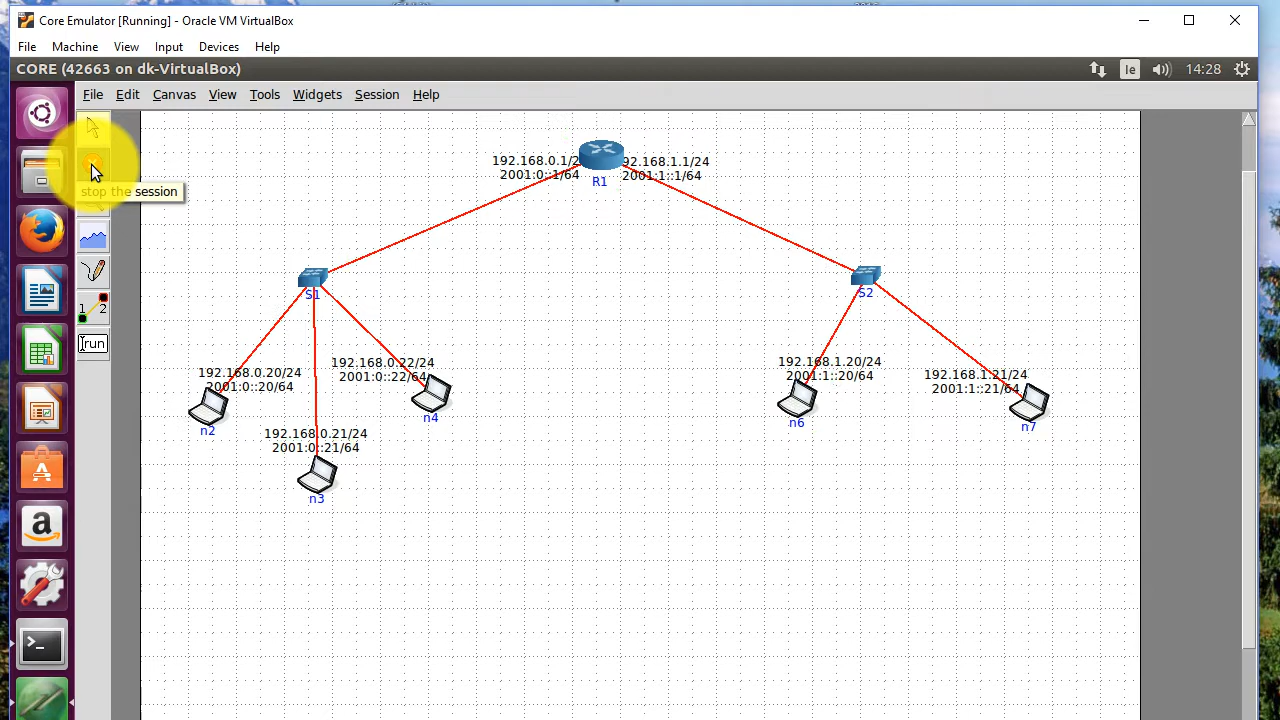 Core Emulator [Running] - Oracle VM VirtualBox
File Machine View Input Devices Help
CORE (42663 on dk-VirtualBox)
Ie
14:28
File Edit Canvas View Tools Widgets Session Help
stop the session
1 2
run
192.168.0.1/2
2001:0::1/64
92.168.1.1/24
2001:1::1/64
R1
S1
S2
192.168.0.20/24
2001:0::20/64
n2
192.168.0.22/24
2001:0::22/64
n4
192.168.0.21/24
2001:0::21/64
n3
192.168.1.20/24
2001:1::20/64
n6
192.168.1.21/24
2001:1::21/64
n7